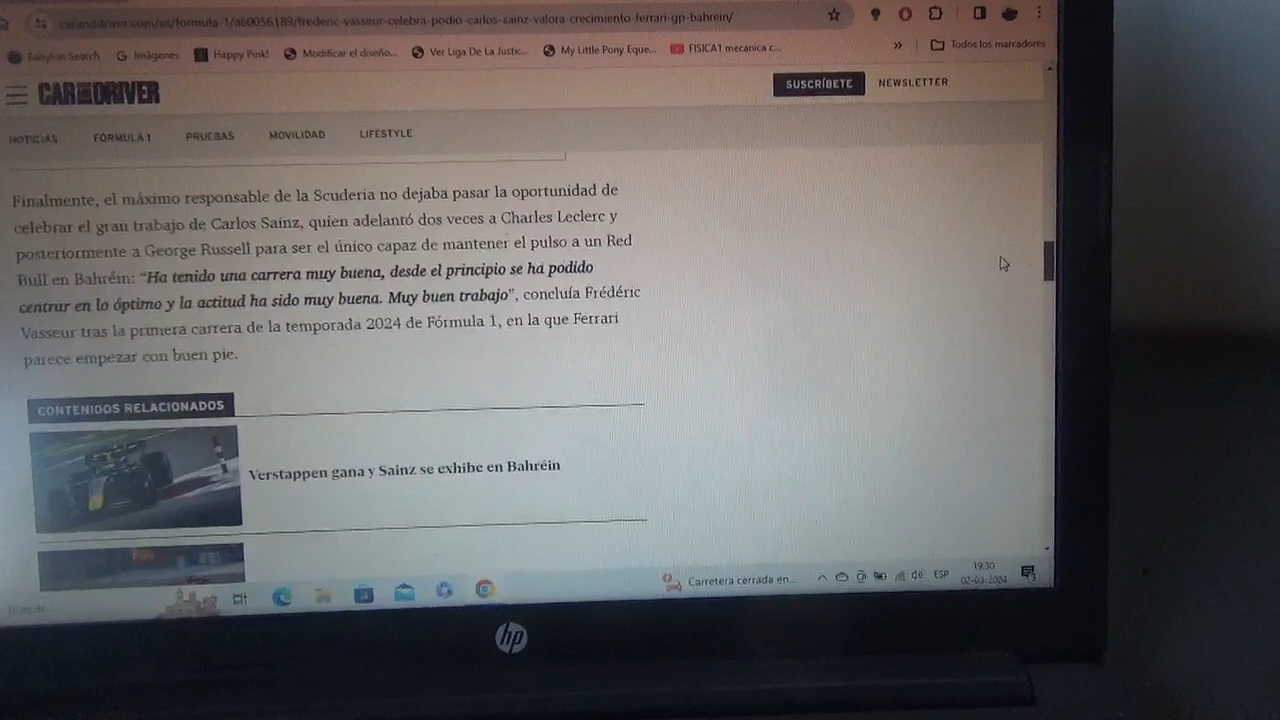 caranddriver.com/es/formula-1/a60056189/frederic-vasseur-celebra-podio-carlos-sainz-valora-crecimiento-ferrari-gp-bahrein/
Babylon Search Imágenes Happy Pink! Modificar el diseño... Ver Liga De La Justic... My Little Pony Eque... FISICA1 mecanica c... » Todos los marcadores
CAR AND DRIVER SUSCRÍBETE NEWSLETTER
NOTICIAS FÓRMULA 1 PRUEBAS MOVILIDAD LIFESTYLE
Finalmente, el máximo responsable de la Scuderia no dejaba pasar la oportunidad de
celebrar el gran trabajo de Carlos Sainz, quien adelantó dos veces a Charles Leclerc y
posteriormente a George Russell para ser el único capaz de mantener el pulso a un Red
Bull en Bahréin: “Ha tenido una carrera muy buena, desde el principio se ha podido
centrar en lo óptimo y la actitud ha sido muy buena. Muy buen trabajo”, concluía Frédéric
Vasseur tras la primera carrera de la temporada 2024 de Fórmula 1, en la que Ferrari
parece empezar con buen pie.
CONTENIDOS RELACIONADOS
Verstappen gana y Sainz se exhibe en Bahréin
Carretera cerrada en... ESP 19:30
02-03-2024
3
hp